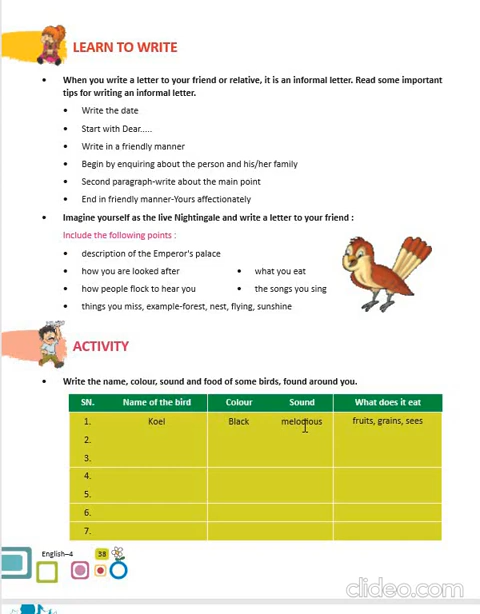 LEARN TO WRITE
• When you write a letter to your friend or relative, it is an informal letter. Read some important
tips for writing an informal letter.
• Write the date
• Start with Dear.....
• Write in a friendly manner
• Begin by enquiring about the person and his/her family
• Second paragraph-write about the main point
• End in friendly manner-Yours affectionately
• Imagine yourself as the live Nightingale and write a letter to your friend :
Include the following points :
• description of the Emperor's palace
• how you are looked after • what you eat
• how people flock to hear you • the songs you sing
• things you miss, example-forest, nest, flying, sunshine
ACTIVITY
• Write the name, colour, sound and food of some birds, found around you.
SN. Name of the bird Colour Sound What does it eat
1. Koel Black melodious fruits, grains, sees
2.
3.
4.
5.
6.
7.
English–4 38
clideo.com